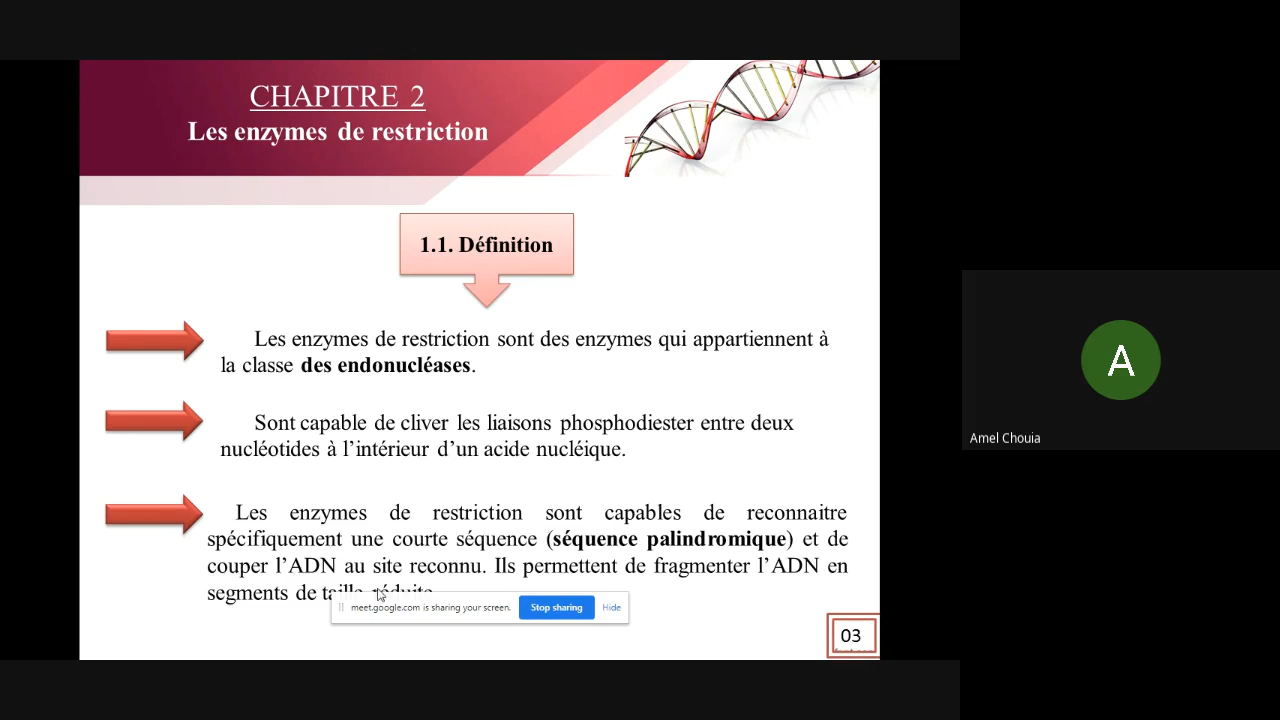 CHAPITRE 2
Les enzymes de restriction
1.1. Définition
Les enzymes de restriction sont des enzymes qui appartiennent à
la classe des endonucléases.
Sont capable de cliver les liaisons phosphodiester entre deux
nucléotides à l'intérieur d'un acide nucléique.
Les enzymes de restriction sont capables de reconnaitre
spécifiquement une courte séquence (séquence palindromique) et de
couper l'ADN au site reconnu. Ils permettent de fragmenter l'ADN en
segments de taille réduite
meet.google.com is sharing your screen.
Stop sharing
Hide
03
A
Amel Chouia